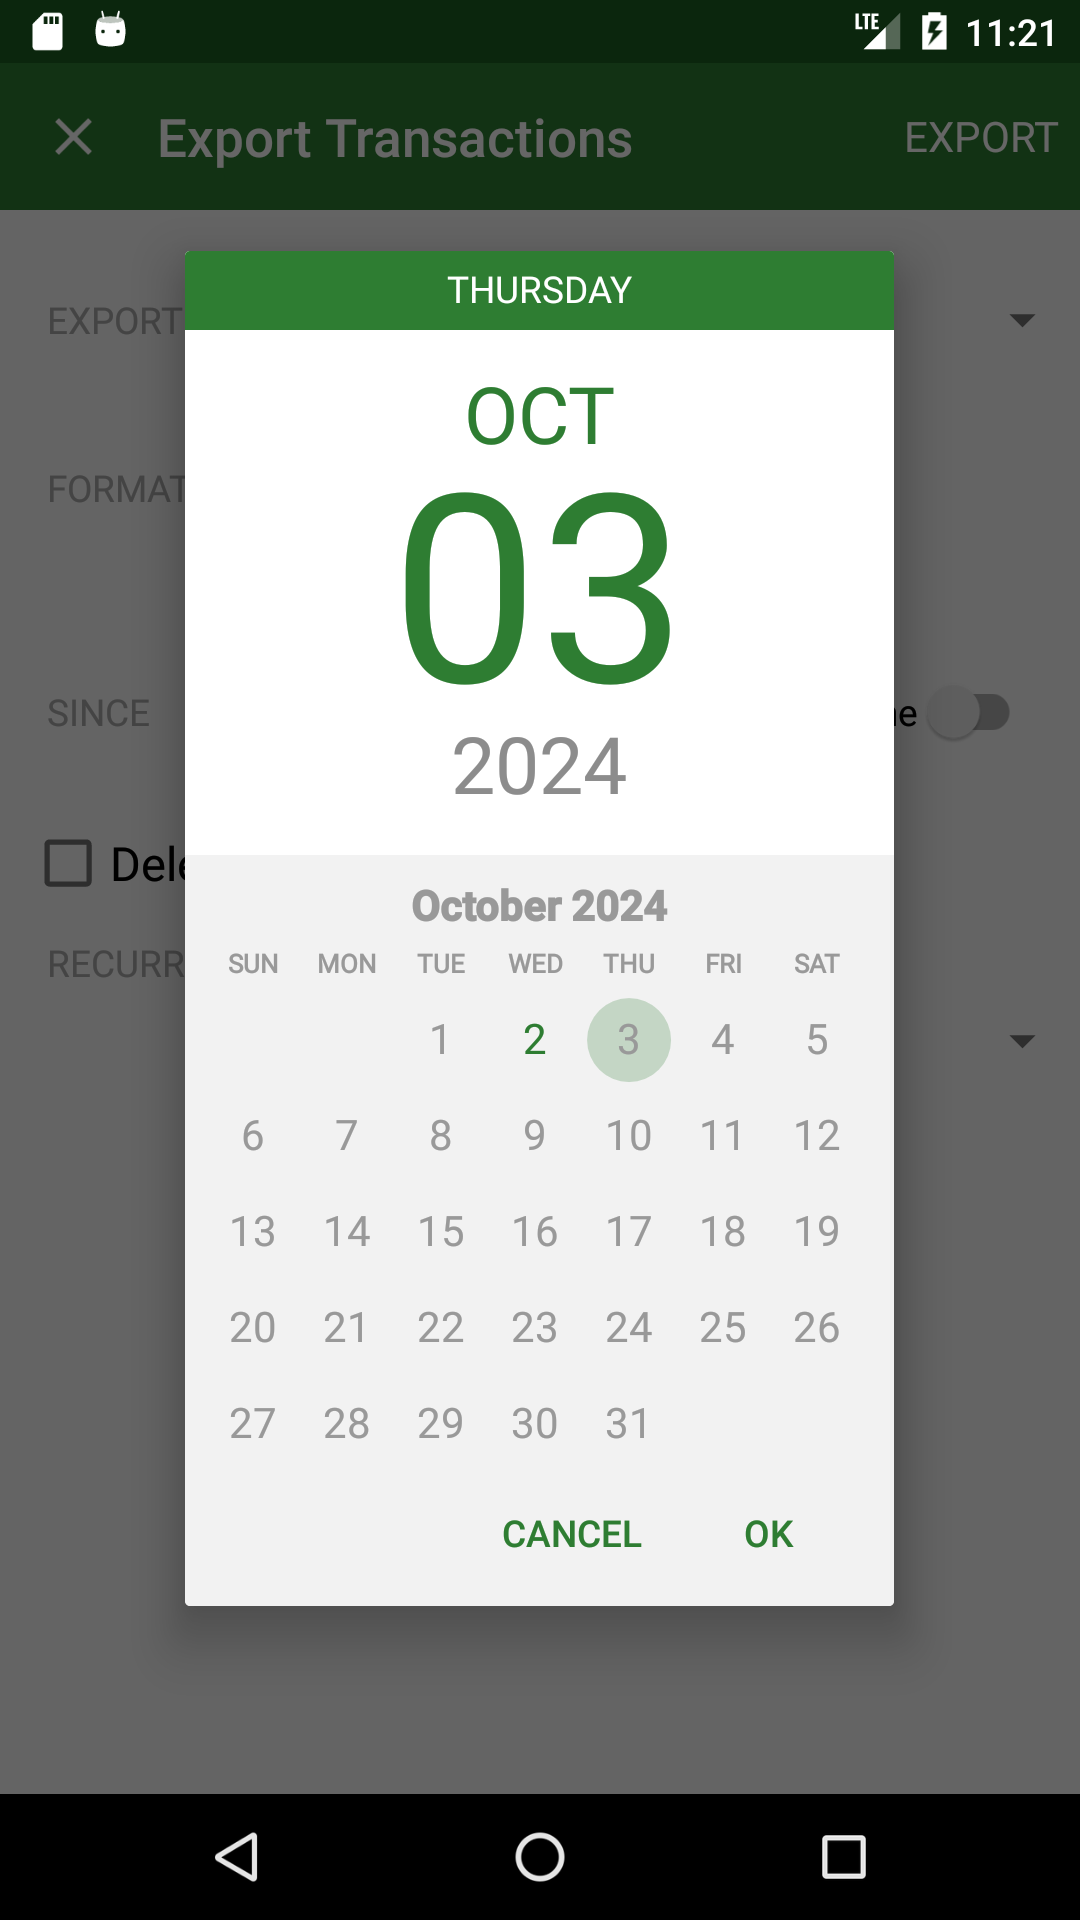 LTE 11:21
Export Transactions EXPORT
THURSDAY
EXPORT
OCT
FORMAT
03
SINCE
2024
Dele
October 2024
RECURR
SUN MON TUE WED THU FRI SAT
1 2 3 4 5
6 7 8 9 10 11 12
13 14 15 16 17 18 19
20 21 22 23 24 25 26
27 28 29 30 31
CANCEL OK